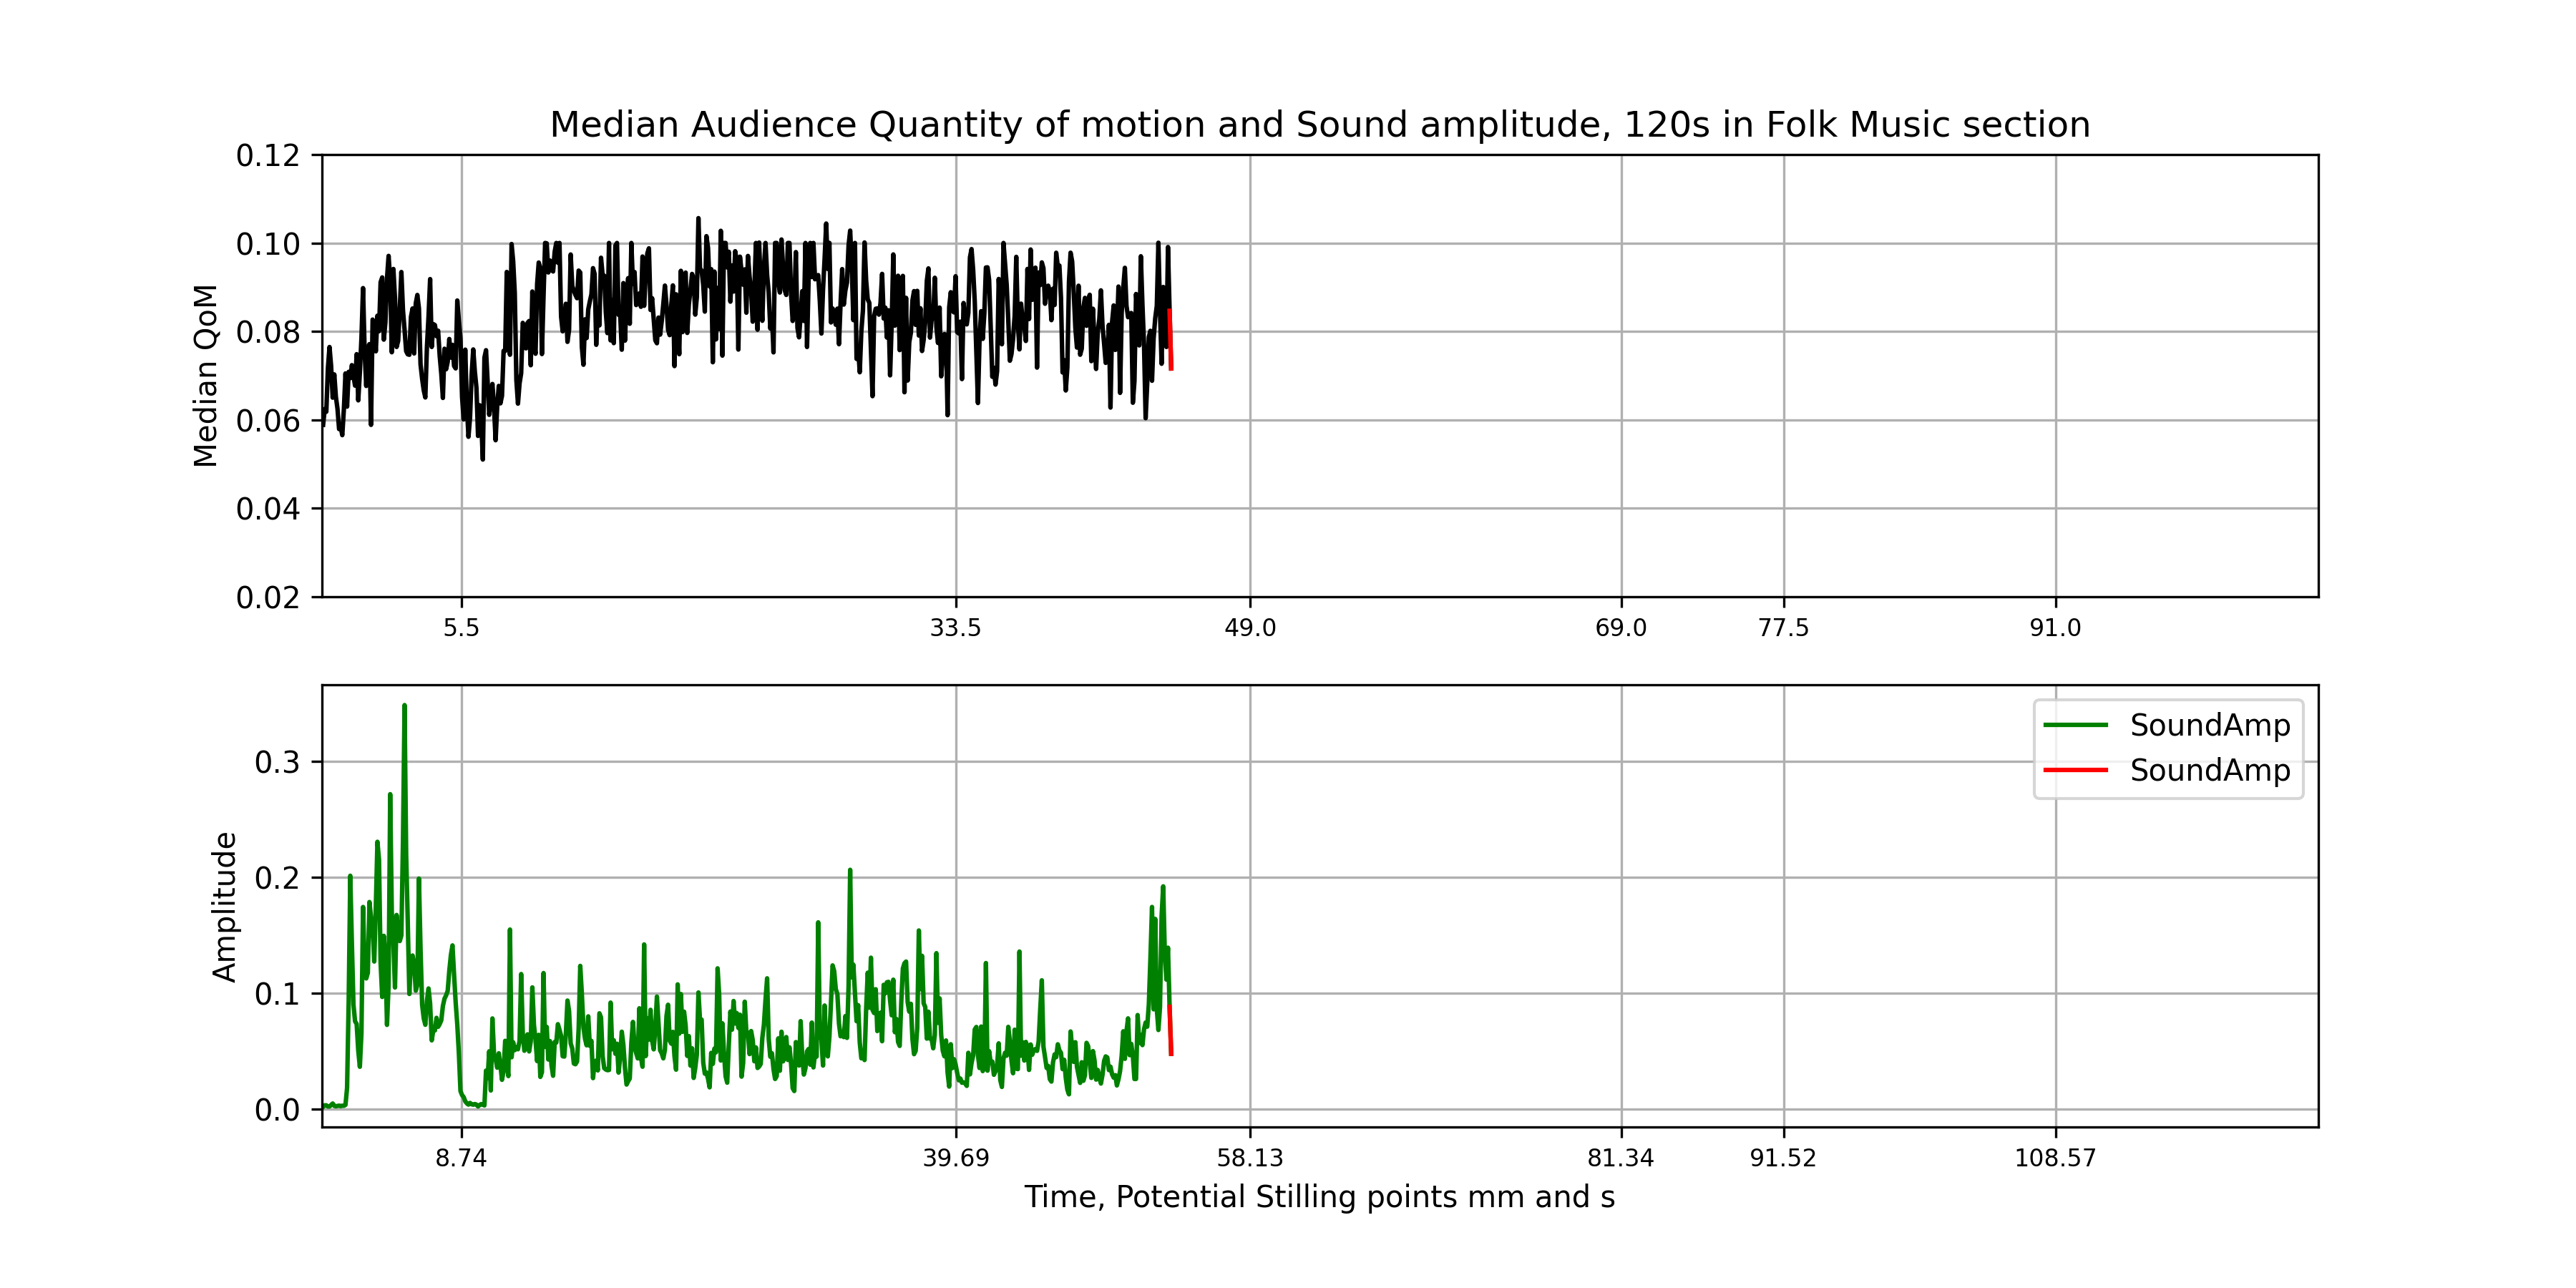 Median Audience Quantity of motion and Sound amplitude, 120s in Folk Music section
0.12
0.10
0.08
0.06
0.04
0.02
Median QoM
5.5 33.5 49.0 69.0 77.5 91.0
SoundAmp
SoundAmp
0.3
0.2
0.1
0.0
Amplitude
8.74 39.69 58.13 81.34 91.52 108.57
Time, Potential Stilling points mm and s